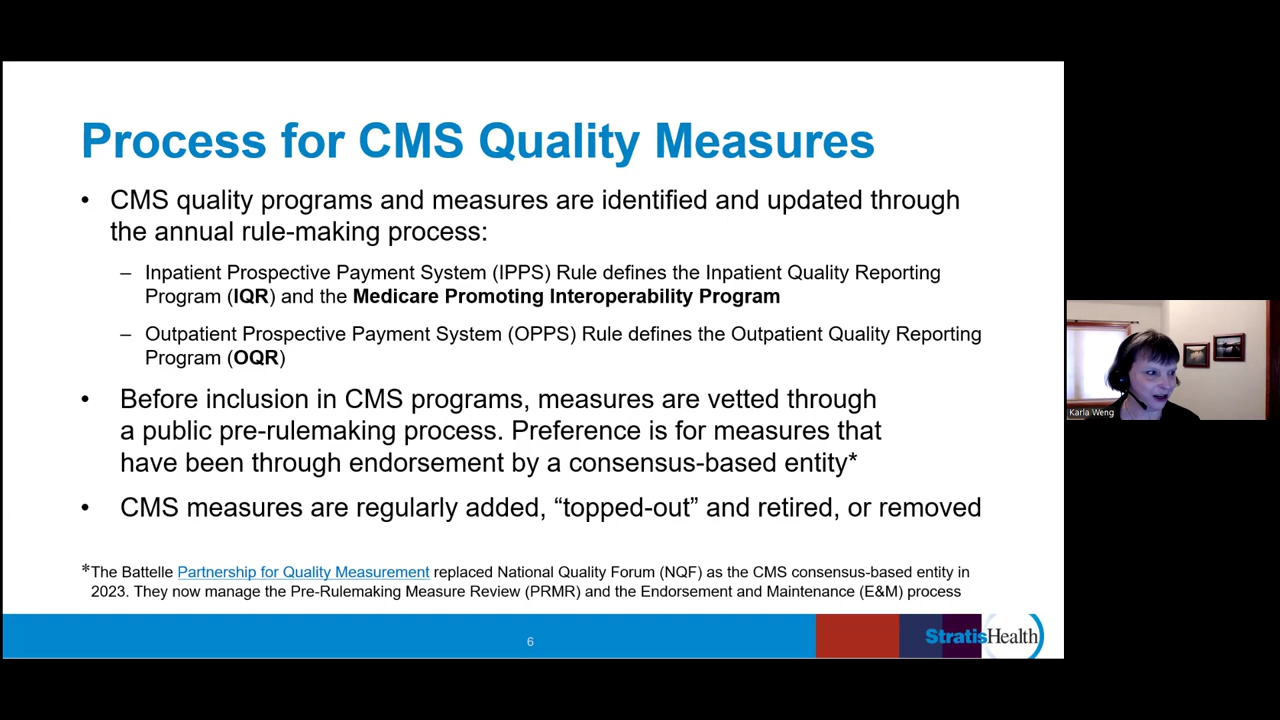 Process for CMS Quality Measures
• CMS quality programs and measures are identified and updated through
the annual rule-making process:
– Inpatient Prospective Payment System (IPPS) Rule defines the Inpatient Quality Reporting
Program (IQR) and the Medicare Promoting Interoperability Program
– Outpatient Prospective Payment System (OPPS) Rule defines the Outpatient Quality Reporting
Program (OQR)
• Before inclusion in CMS programs, measures are vetted through
a public pre-rulemaking process. Preference is for measures that
have been through endorsement by a consensus-based entity*
• CMS measures are regularly added, “topped-out” and retired, or removed
*The Battelle Partnership for Quality Measurement replaced National Quality Forum (NQF) as the CMS consensus-based entity in
2023. They now manage the Pre-Rulemaking Measure Review (PRMR) and the Endorsement and Maintenance (E&M) process
6
StratisHealth
Karla Weng